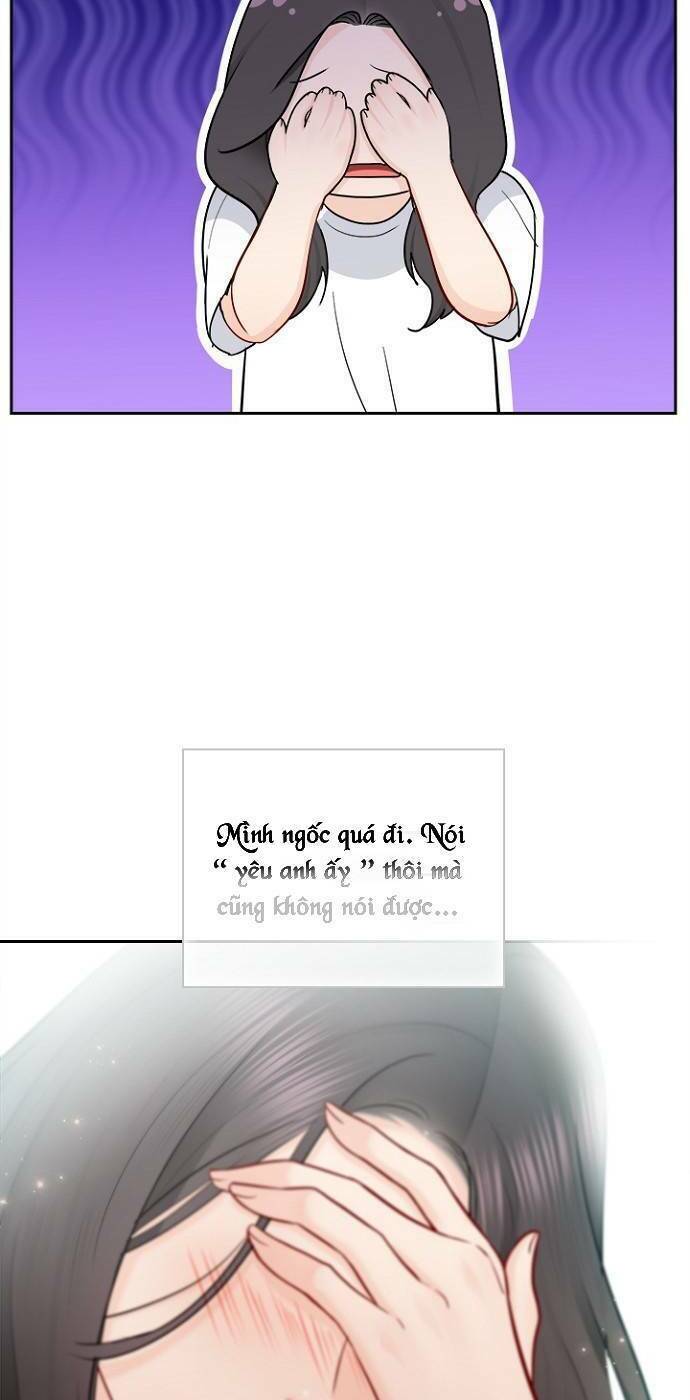 Mình ngốc quá đi. Nói
“ yêu anh ấy ” thôi mà
cũng không nói được...